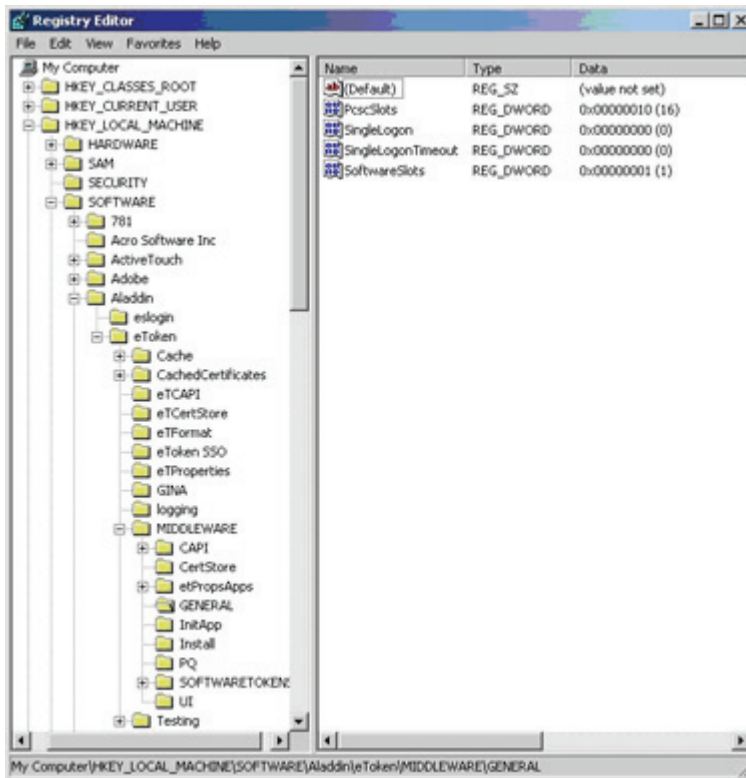 Registry Editor
File Edit View Favorites Help
My Computer
HKEY_CLASSES_ROOT
HKEY_CURRENT_USER
HKEY_LOCAL_MACHINE
HARDWARE
SAM
SECURITY
SOFTWARE
781
Acro Software Inc
ActiveTouch
Adobe
Aladdin
eslogin
eToken
Cache
CachedCertificates
eTCAPI
eTCertStore
eTFormat
eToken SSO
eTProperties
GINA
logging
MIDDLEWARE
CAPI
CertStore
etPropsApps
GENERAL
InitApp
Install
PQ
SOFTWARETOKENS
UI
Testing
Name Type Data
(Default) REG_SZ (value not set)
PcscSlots REG_DWORD 0x00000010 (16)
SingleLogon REG_DWORD 0x00000000 (0)
SingleLogonTimeout REG_DWORD 0x00000000 (0)
SoftwareSlots REG_DWORD 0x00000001 (1)
My Computer\HKEY_LOCAL_MACHINE\SOFTWARE\Aladdin\eToken\MIDDLEWARE\GENERAL